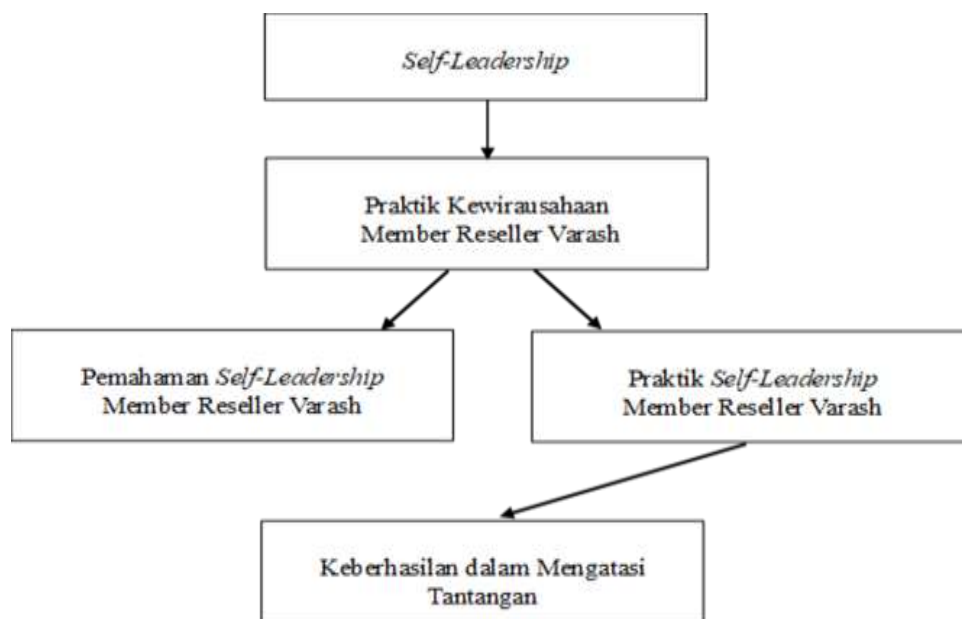 Self-Leadership
Praktik Kewirausahaan
Member Reseller Varash
Pemahaman Self-Leadership
Member Reseller Varash
Praktik Self-Leadership
Member Reseller Varash
Keberhasilan dalam Mengatasi
Tantangan